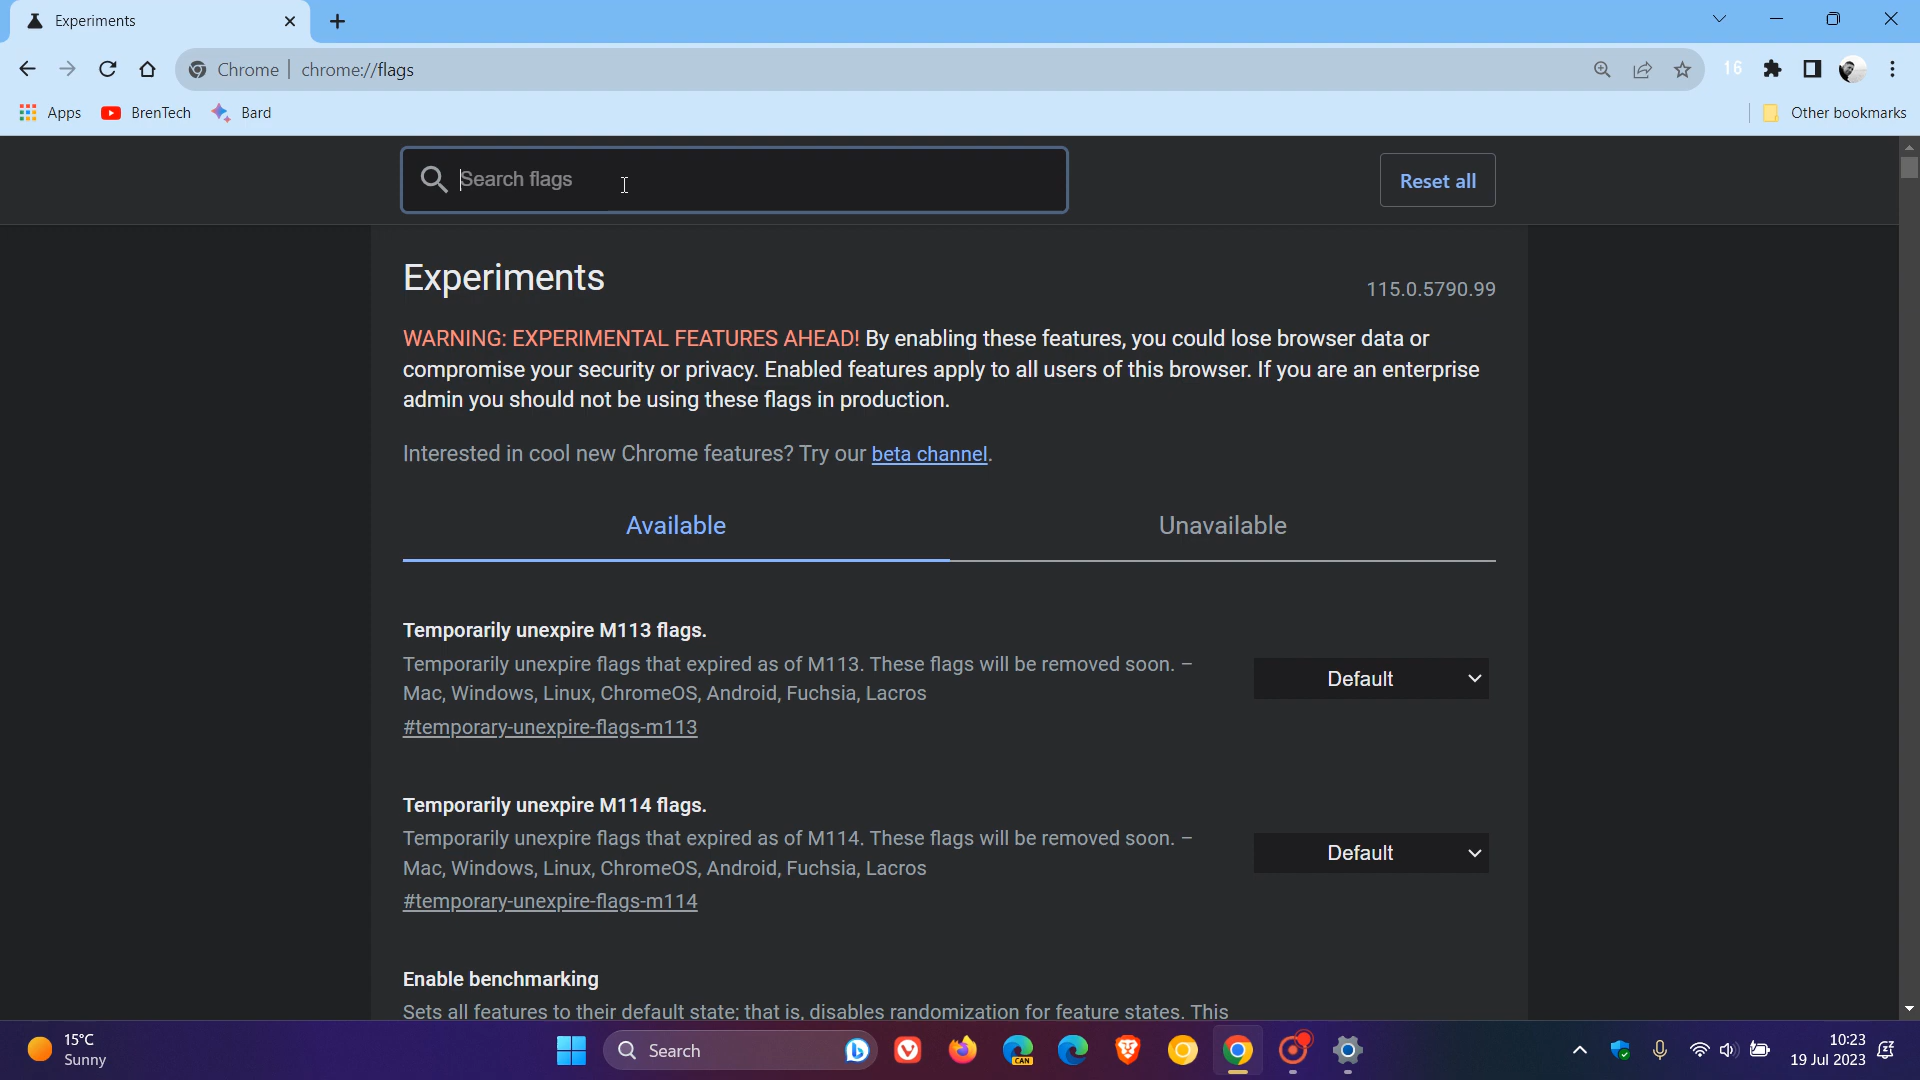 Experiments
Chrome | chrome://flags
16
Apps BrenTech Bard Other bookmarks
Search flags
Reset all
Experiments
115.0.5790.99
WARNING: EXPERIMENTAL FEATURES AHEAD! By enabling these features, you could lose browser data or
compromise your security or privacy. Enabled features apply to all users of this browser. If you are an enterprise
admin you should not be using these flags in production.
Interested in cool new Chrome features? Try our beta channel.
Available Unavailable
Temporarily unexpire M113 flags.
Temporarily unexpire flags that expired as of M113. These flags will be removed soon. –
Mac, Windows, Linux, ChromeOS, Android, Fuchsia, Lacros
#temporary-unexpire-flags-m113
Default
Temporarily unexpire M114 flags.
Temporarily unexpire flags that expired as of M114. These flags will be removed soon. –
Mac, Windows, Linux, ChromeOS, Android, Fuchsia, Lacros
#temporary-unexpire-flags-m114
Default
Enable benchmarking
Sets all features to their default state; that is, disables randomization for feature states. This
15°C
Sunny
Search
CAN
10:23
19 Jul 2023